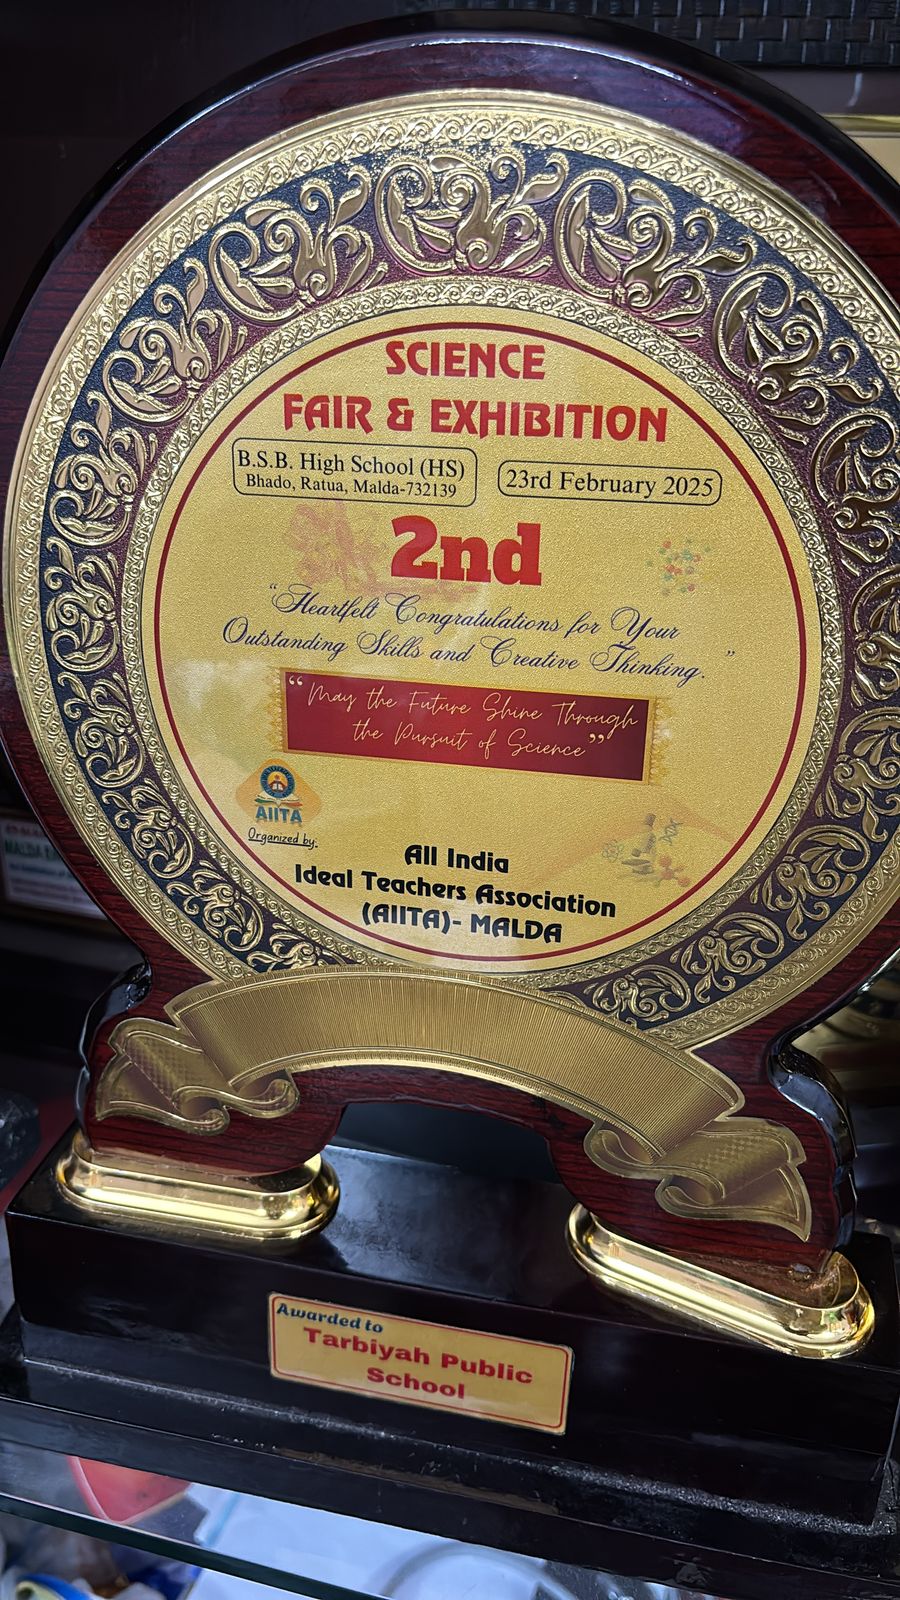 SCIENCE
FAIR & EXHIBITION
B.S.B. High School (HS)
Bhado, Ratua, Malda-732139
23rd February 2025
2nd
“Heartfelt Congratulations for Your
Outstanding Skills and Creative Thinking.”
“May the Future Shine Through
the Pursuit of Science”
AIITA
Organized by:
All India
Ideal Teachers Association
(AIITA)- MALDA
Awarded to
Tarbiyah Public
School